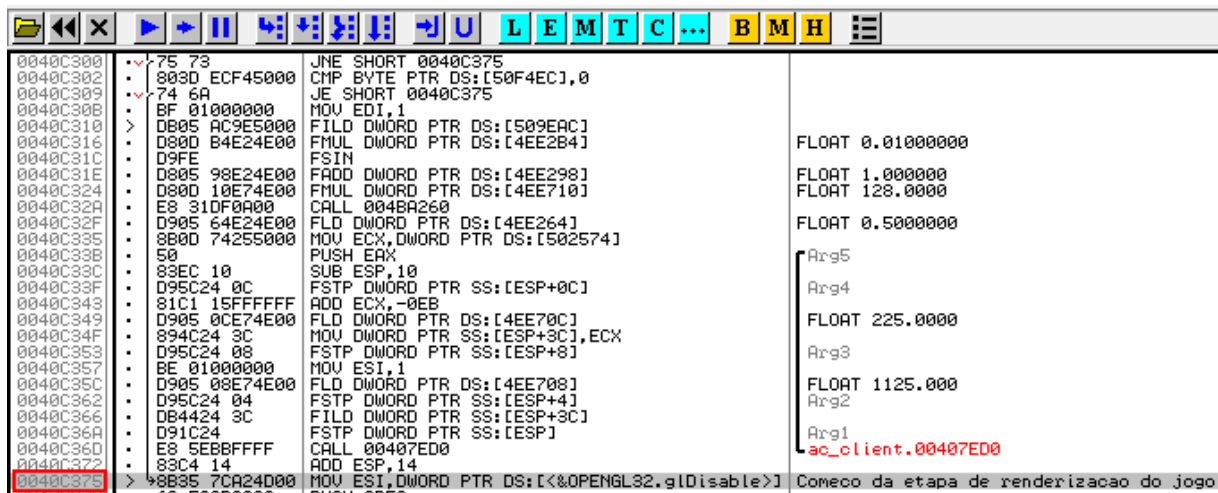 L E M T C ... B M H
0040C300 75 73 JNE SHORT 0040C375
0040C302 803D ECF45000 CMP BYTE PTR DS:[50F4EC],0
0040C309 74 6A JE SHORT 0040C375
0040C30B BF 01000000 MOV EDI,1
0040C310 > DB05 AC9E5000 FILD DWORD PTR DS:[509EAC]
0040C316 D80D B4E24E00 FMUL DWORD PTR DS:[4EE2B4] FLOAT 0.01000000
0040C31C D9FE FSIN
0040C31E D805 98E24E00 FADD DWORD PTR DS:[4EE298] FLOAT 1.000000
0040C324 D80D 10E74E00 FMUL DWORD PTR DS:[4EE710] FLOAT 128.0000
0040C32A E8 31DF0A00 CALL 004BA260
0040C32F D905 64E24E00 FLD DWORD PTR DS:[4EE264] FLOAT 0.5000000
0040C335 8B0D 74255000 MOV ECX,DWORD PTR DS:[502574]
0040C33B 50 PUSH EAX Arg5
0040C33C 83EC 10 SUB ESP,10
0040C33F D95C24 0C FSTP DWORD PTR SS:[ESP+0C] Arg4
0040C343 81C1 15FFFFFF ADD ECX,-0EB
0040C349 D905 0CE74E00 FLD DWORD PTR DS:[4EE70C] FLOAT 225.0000
0040C34F 894C24 3C MOV DWORD PTR SS:[ESP+3C],ECX
0040C353 D95C24 08 FSTP DWORD PTR SS:[ESP+8] Arg3
0040C357 BE 01000000 MOV ESI,1
0040C35C D905 08E74E00 FLD DWORD PTR DS:[4EE708] FLOAT 1125.000
0040C362 D95C24 04 FSTP DWORD PTR SS:[ESP+4] Arg2
0040C366 DB4424 3C FILD DWORD PTR SS:[ESP+3C]
0040C36A D91C24 FSTP DWORD PTR SS:[ESP] Arg1
0040C36D E8 5EBBFFFF CALL 00407ED0 ac_client.00407ED0
0040C372 83C4 14 ADD ESP,14
0040C375 > 8B35 7CA24D00 MOV ESI,DWORD PTR DS:[<&OPENGL32.glDisable>] Comeco da etapa de renderizacao do jogo